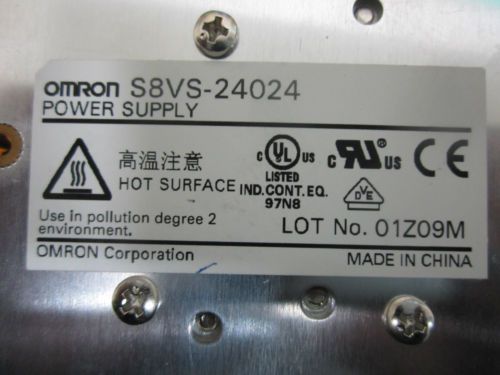 OMRON S8VS-24024
POWER SUPPLY
高温注意
HOT SURFACE
Use in pollution degree 2
environment.
OMRON Corporation
C UL US
LISTED
IND.CONT.EQ.
97N8
c RU US
CE
DVE
LOT No. 01Z09M
MADE IN CHINA